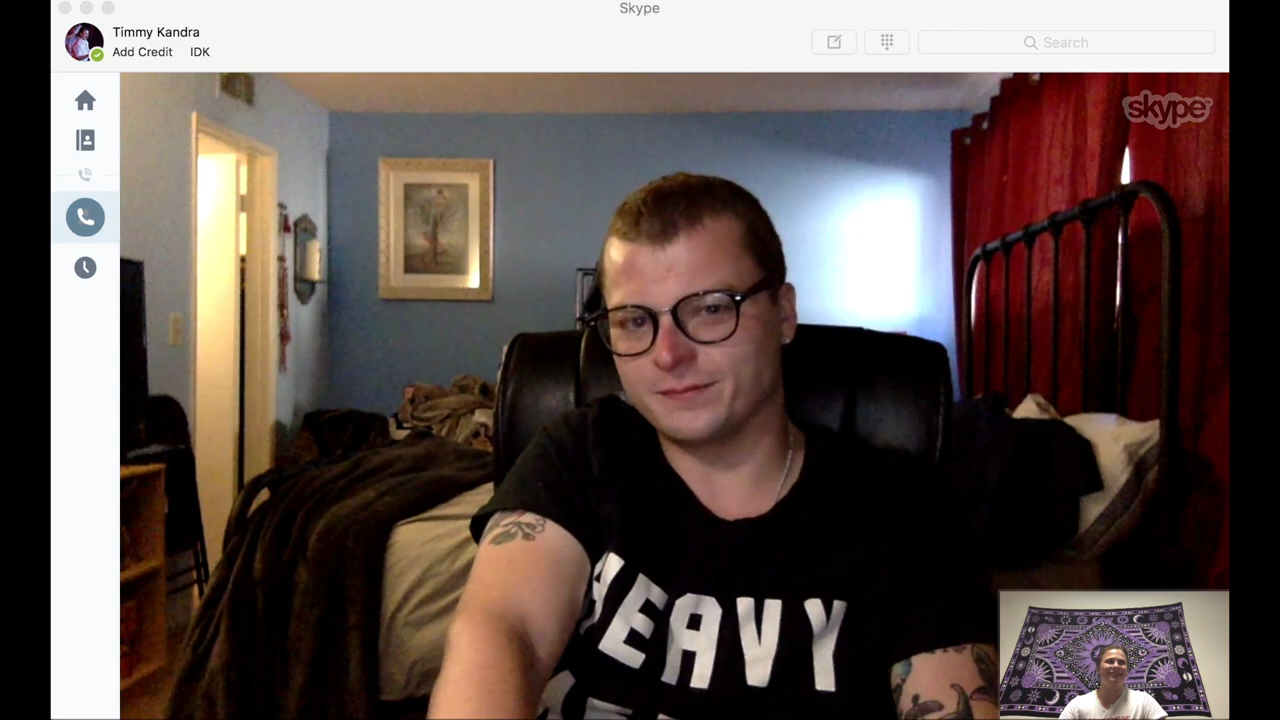 Skype
Timmy Kandra
Add Credit IDK
Search
skype
HEAVY